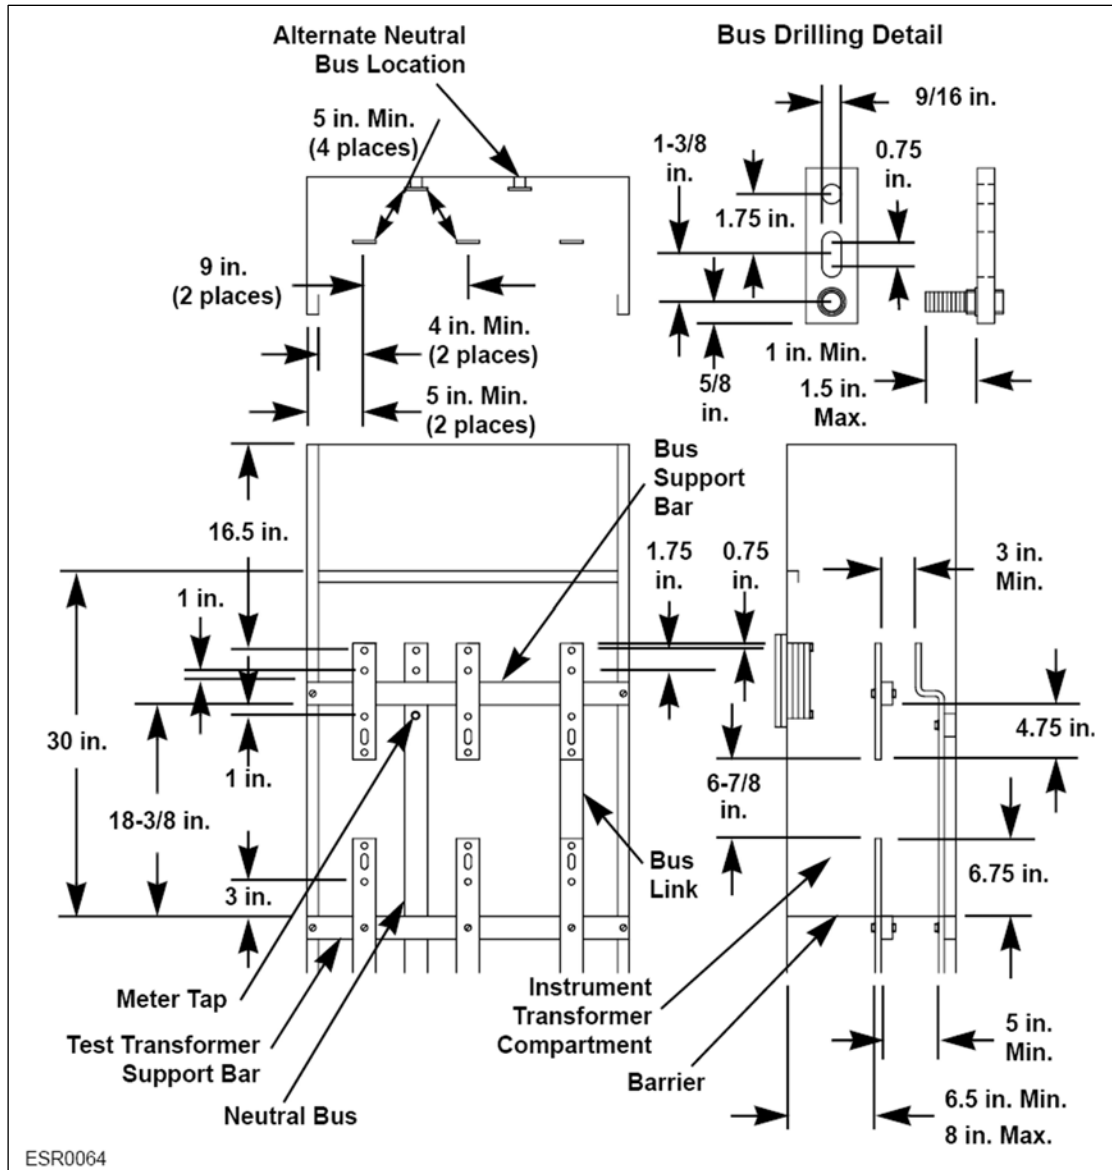 Alternate Neutral
Bus Location
Bus Drilling Detail
5 in. Min.
(4 places)
9/16 in.
1-3/8
in.
0.75
in.
1.75 in.
9 in.
(2 places)
4 in. Min.
(2 places)
5 in. Min.
(2 places)
5/8
in.
1 in. Min.
1.5 in.
Max.
Bus
Support
Bar
16.5 in.
1.75
in.
0.75
in.
3 in.
Min.
1 in.
30 in.
1 in.
18-3/8 in.
3 in.
6-7/8
in.
4.75 in.
Bus
Link
6.75 in.
Meter Tap
Test Transformer
Support Bar
Neutral Bus
Instrument
Transformer
Compartment
Barrier
5 in.
Min.
6.5 in. Min.
8 in. Max.
ESR0064